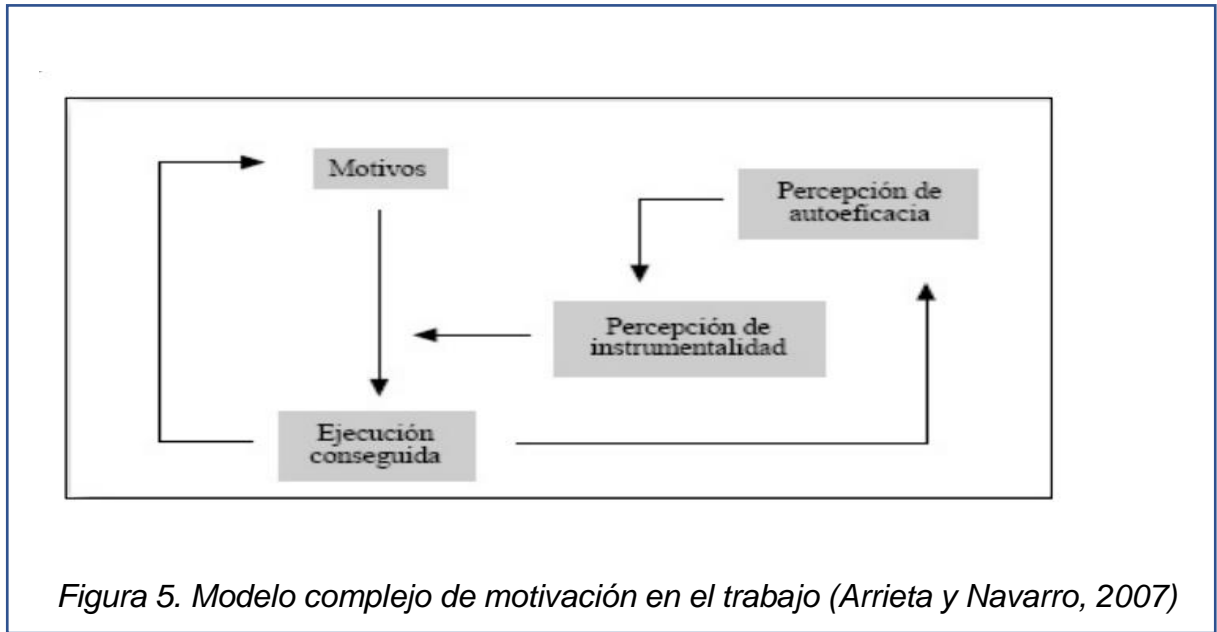 Motivos
Percepción de
autoeficacia
Percepción de
instrumentalidad
Ejecución
conseguida
Figura 5. Modelo complejo de motivación en el trabajo (Arrieta y Navarro, 2007)